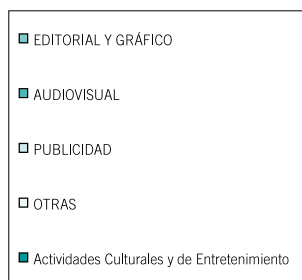 EDITORIAL Y GRÁFICO
AUDIOVISUAL
PUBLICIDAD
OTRAS
Actividades Culturales y de Entretenimiento